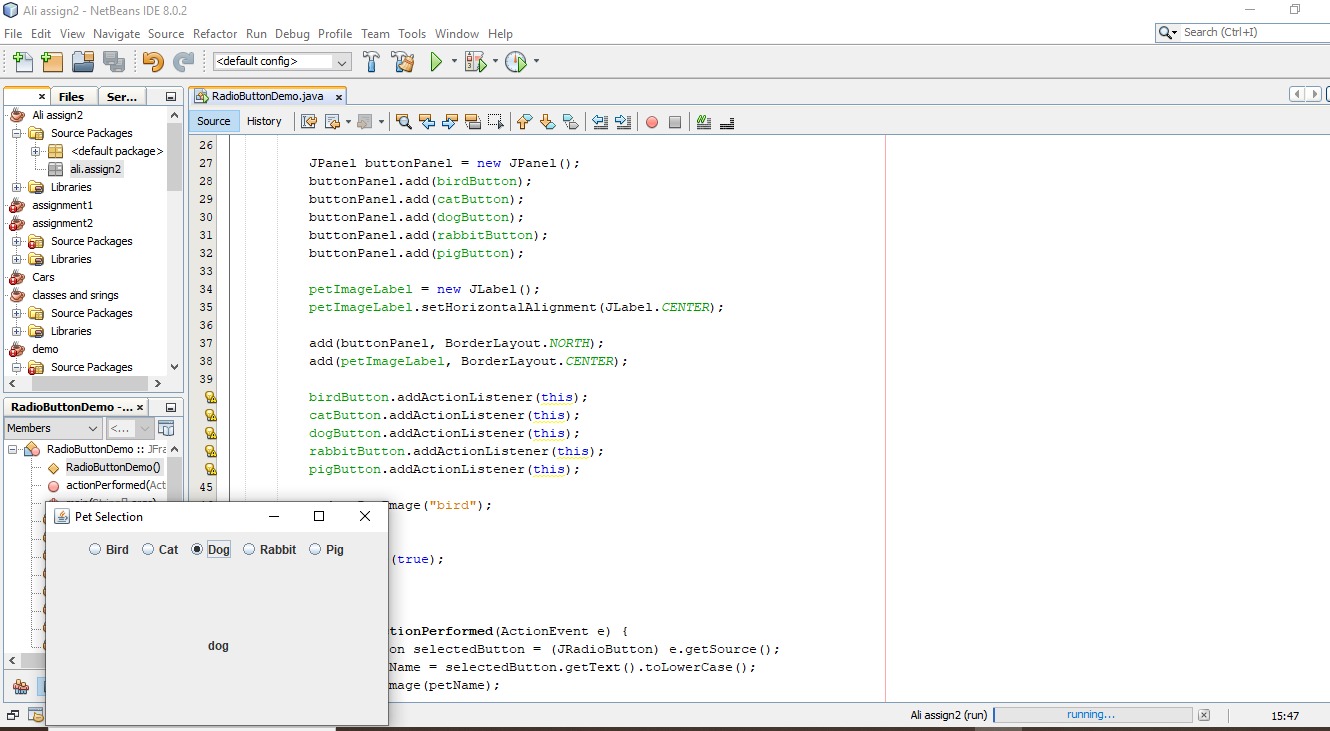 Ali assign2 - NetBeans IDE 8.0.2
File Edit View Navigate Source Refactor Run Debug Profile Team Tools Window Help
Search (Ctrl+I)
<default config>
Files Ser...
RadioButtonDemo.java
Source History
Ali assign2
Source Packages
<default package>
ali.assign2
Libraries
assignment1
assignment2
Source Packages
Libraries
Cars
classes and srings
Source Packages
Libraries
demo
Source Packages
RadioButtonDemo -...
Members <...
RadioButtonDemo :: JFra
RadioButtonDemo()
actionPerformed(Act
26
27 JPanel buttonPanel = new JPanel();
28 buttonPanel.add(birdButton);
29 buttonPanel.add(catButton);
30 buttonPanel.add(dogButton);
31 buttonPanel.add(rabbitButton);
32 buttonPanel.add(pigButton);
33
34 petImageLabel = new JLabel();
35 petImageLabel.setHorizontalAlignment(JLabel.CENTER);
36
37 add(buttonPanel, BorderLayout.NORTH);
38 add(petImageLabel, BorderLayout.CENTER);
39
birdButton.addActionListener(this);
catButton.addActionListener(this);
dogButton.addActionListener(this);
rabbitButton.addActionListener(this);
pigButton.addActionListener(this);
45
mage("bird");
(true);
tionPerformed(ActionEvent e) {
on selectedButton = (JRadioButton) e.getSource();
Name = selectedButton.getText().toLowerCase();
mage(petName);
Pet Selection
Bird Cat Dog Rabbit Pig
dog
Ali assign2 (run) running... 15:47